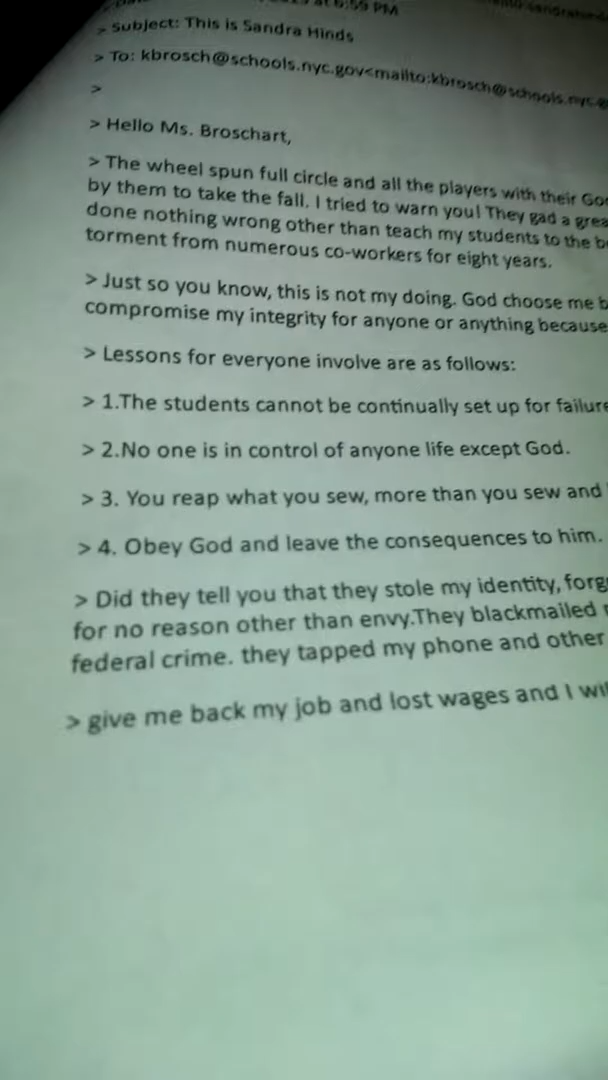 at 6:59 PM
> Subject: This is Sandra Hinds
> To: kbrosch@schools.nyc.gov<mailto:kbrosch@schools.nyc.g
>
> Hello Ms. Broschart,
> The wheel spun full circle and all the players with their
by them to take the fall. I tried to warn you! They gad a
done nothing wrong other than teach my students to the
torment from numerous co-workers for eight years.
> Just so you know, this is not my doing. God choose me
compromise my integrity for anyone or anything because
> Lessons for everyone involve are as follows:
> 1.The students cannot be continually set up for failure
> 2.No one is in control of anyone life except God.
> 3. You reap what you sew, more than you sew and
> 4. Obey God and leave the consequences to him.
> Did they tell you that they stole my identity,
for no reason other than envy.They blackmailed
federal crime. they tapped my phone and other
> give me back my job and lost wages and I